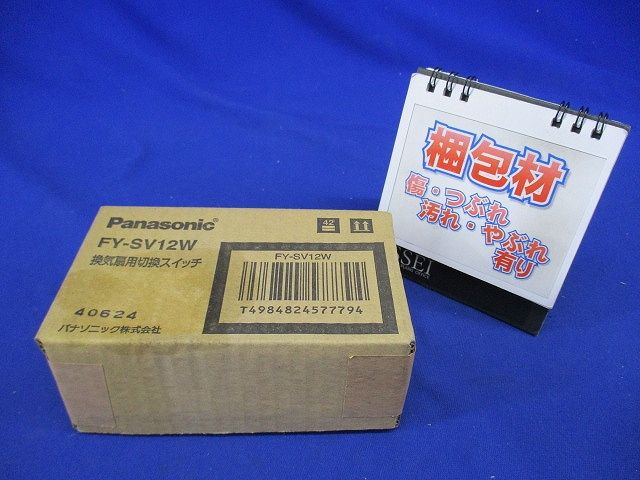 Panasonic
FY-SV12W
換気扇用切換スイッチ
40624
パナソニック株式会社
42
FY-SV12W
T4984824577794
梱包材
傷・つぶれ
汚れ・やぶれ
有り
SEI